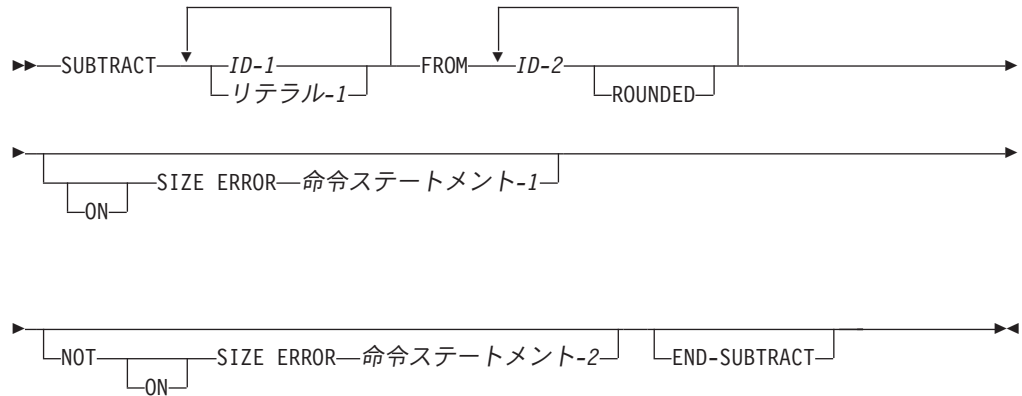 SUBTRACT ID-1 FROM ID-2
リテラル-1 ROUNDED
SIZE ERROR 命令ステートメント-1
ON
NOT SIZE ERROR 命令ステートメント-2 END-SUBTRACT
ON